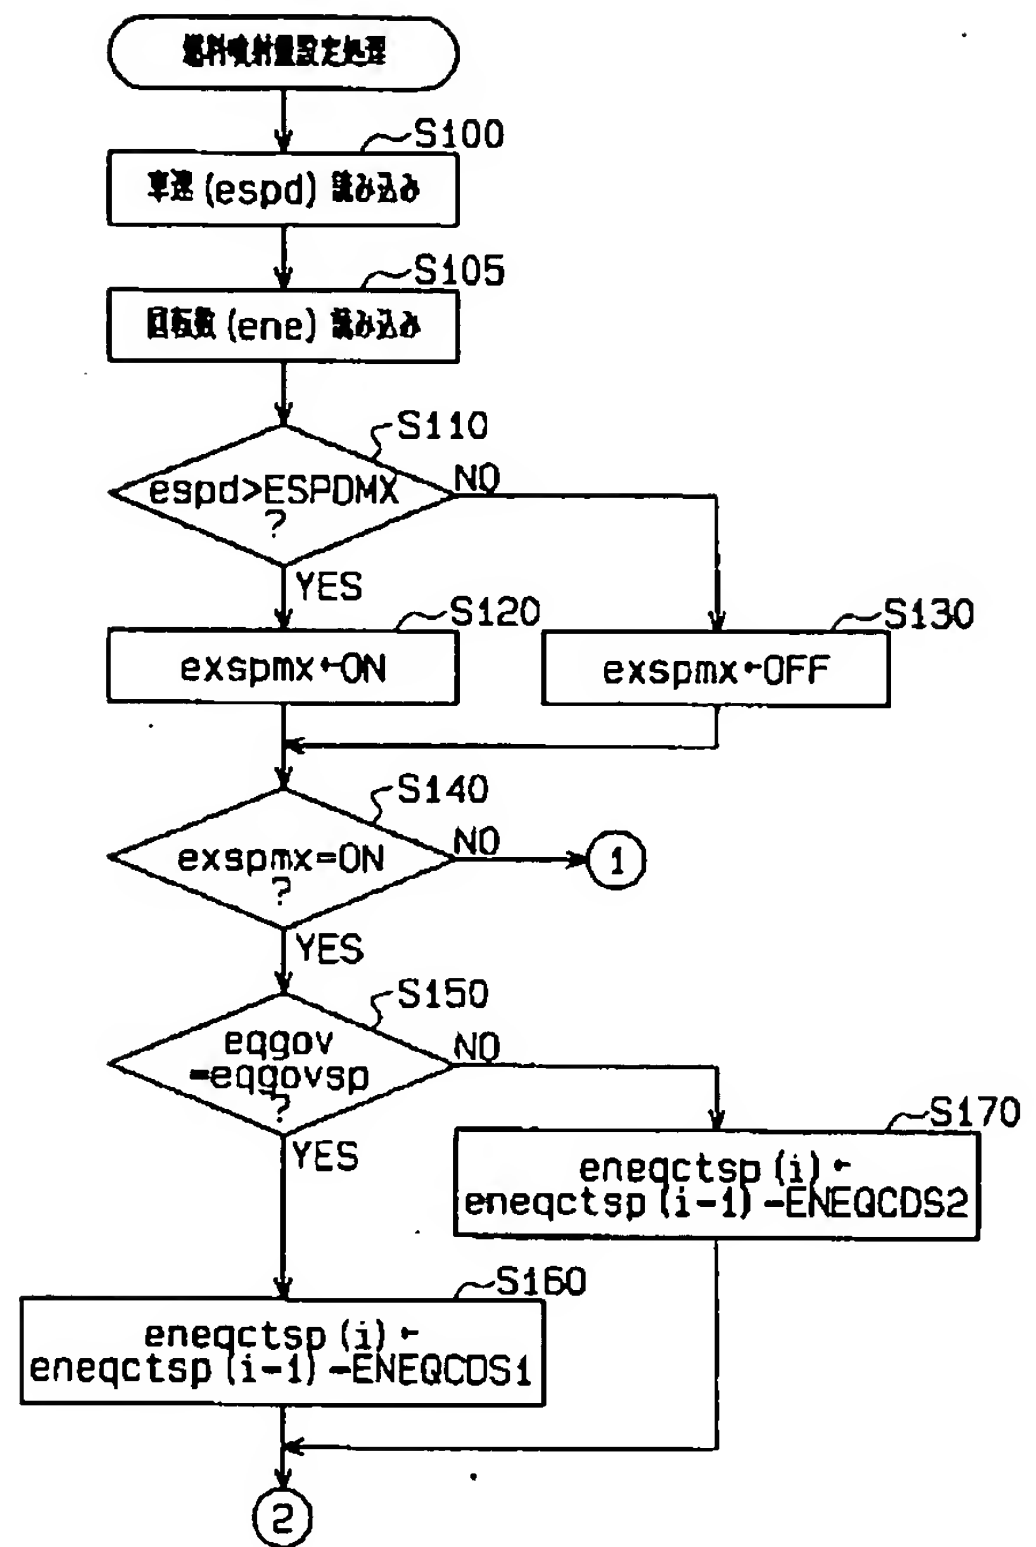 燃料噴射量設定処理
S100
車速(espd) 読み込み
S105
回転数(ene) 読み込み
S110
espd>ESPDMX
?
NO
YES
S120
exspmx←ON
S130
exspmx←OFF
S140
exspmx=ON
?
NO
1
YES
S150
eqgov
=eqgovsp
?
NO
YES
S170
eneqctsp(i)←
eneqctsp(i-1)-ENEQCDS2
S160
eneqctsp(i)←
eneqctsp(i-1)-ENEQCDS1
2